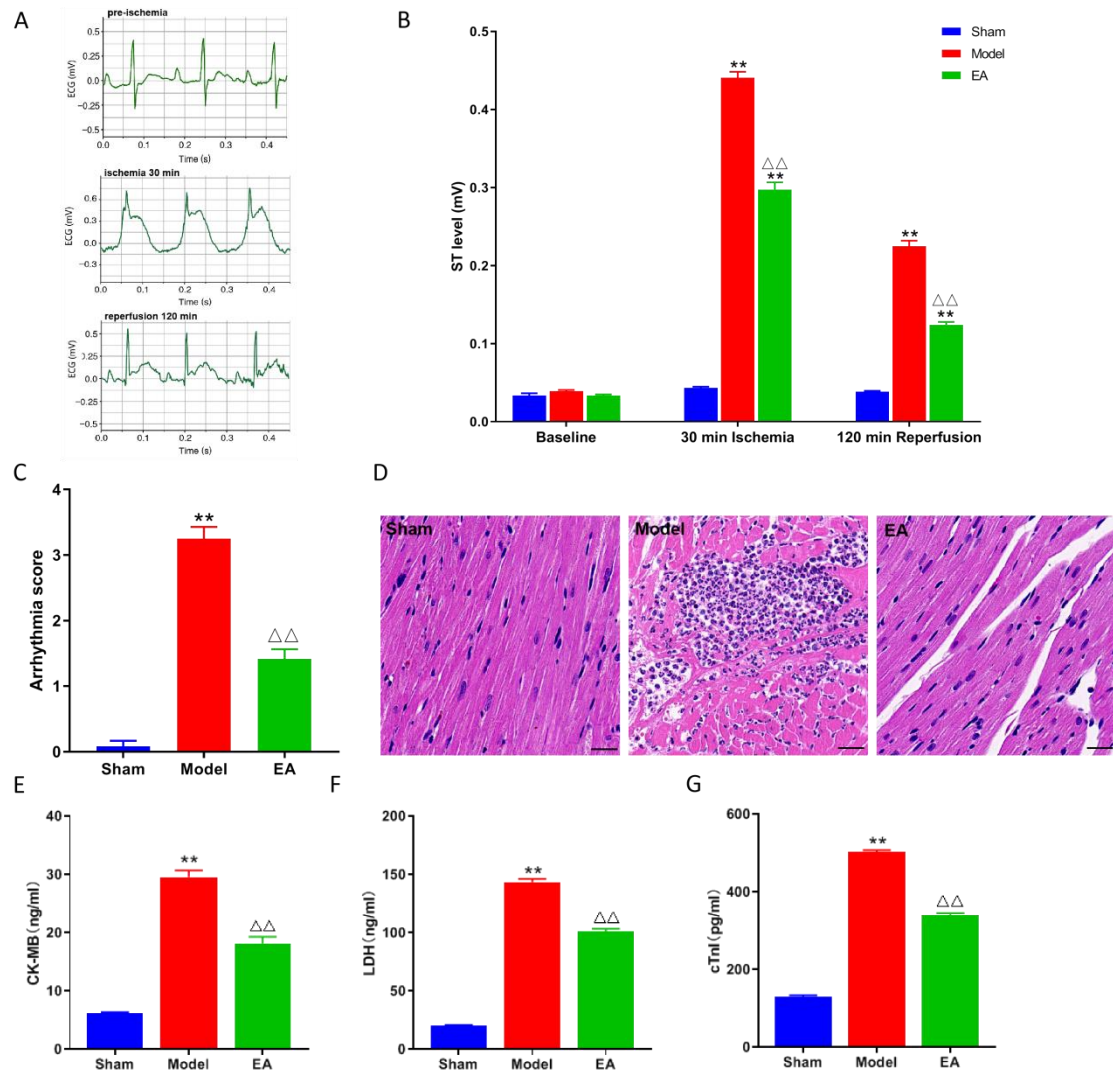 A
pre-ischemia
0.5
0.25
0.0
−0.25
−0.5
ECG (mV)
0.0 0.1 0.2 0.3 0.4
Time (s)
ischemia 30 min
0.6
0.3
0.0
−0.3
ECG (mV)
0.0 0.1 0.2 0.3 0.4
Time (s)
reperfusion 120 min
0.5
0.25
0.0
−0.25
−0.5
ECG (mV)
0.0 0.1 0.2 0.3 0.4
Time (s)
B
Sham
Model
EA
0.5
0.4
0.3
0.2
0.1
0.0
ST level (mV)
**
△△
**
**
△△
**
Baseline 30 min Ischemia 120 min Reperfusion
C
4
3
2
1
0
Arrhythmia score
**
△△
Sham Model EA
D
Sham
Model
EA
E
40
30
20
10
0
CK-MB(ng/ml)
**
△△
Sham Model EA
F
200
150
100
50
0
LDH(ng/ml)
**
△△
Sham Model EA
G
600
400
200
0
cTnI(pg/ml)
**
△△
Sham Model EA